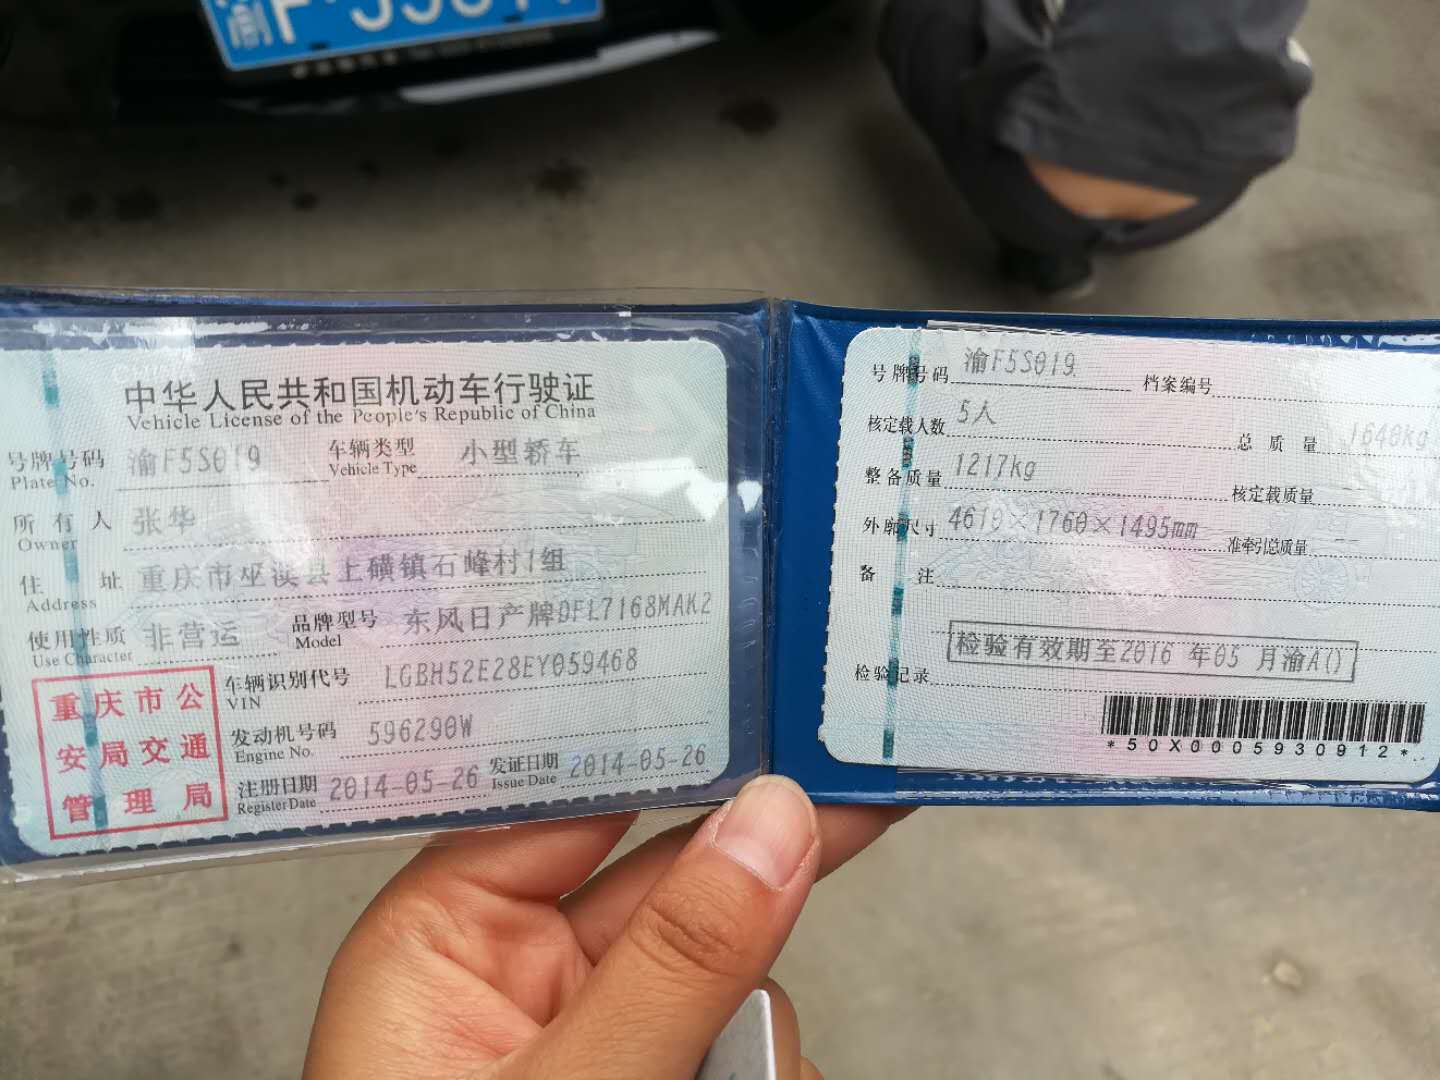 中华人民共和国机动车行驶证
Vehicle License of the People's Republic of China
号牌号码 渝F5S019 车辆类型 小型轿车
Plate No. Vehicle Type
所有人 张华
Owner
住址 重庆市巫溪县上磺镇石峰村1组
Address
使用性质 非营运 品牌型号 东风日产牌DFL7168MAK2
Use Character Model
车辆识别代号 LGBH52E28EY059468
VIN
发动机号码 596290W
Engine No.
注册日期 2014-05-26 发证日期 2014-05-26
Register Date Issue Date
重庆市公
安局交通
管理局
号牌号码 渝F5S019 档案编号
核定载人数 5人 总质量 1640kg
整备质量 1217kg 核定载质量 --
外廓尺寸 4610×1760×1495mm 准牵引总质量 --
备注
检验有效期至2016 年05 月渝A()
检验记录
*50X0005930912*